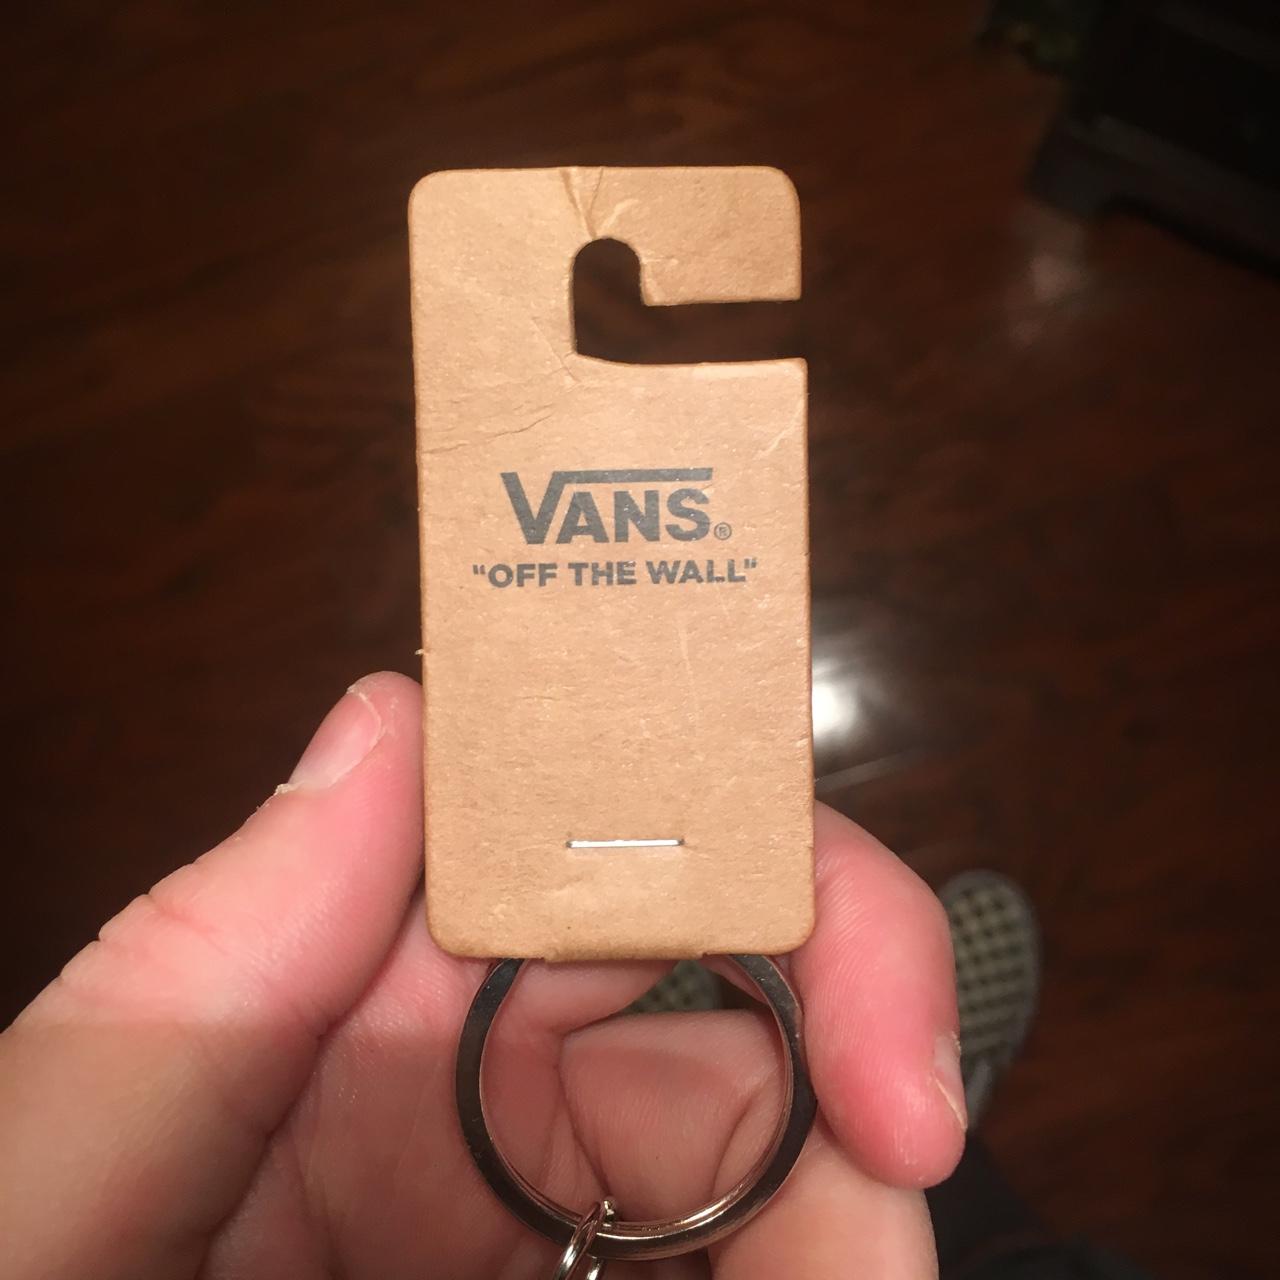 VANS®
"OFF THE WALL"